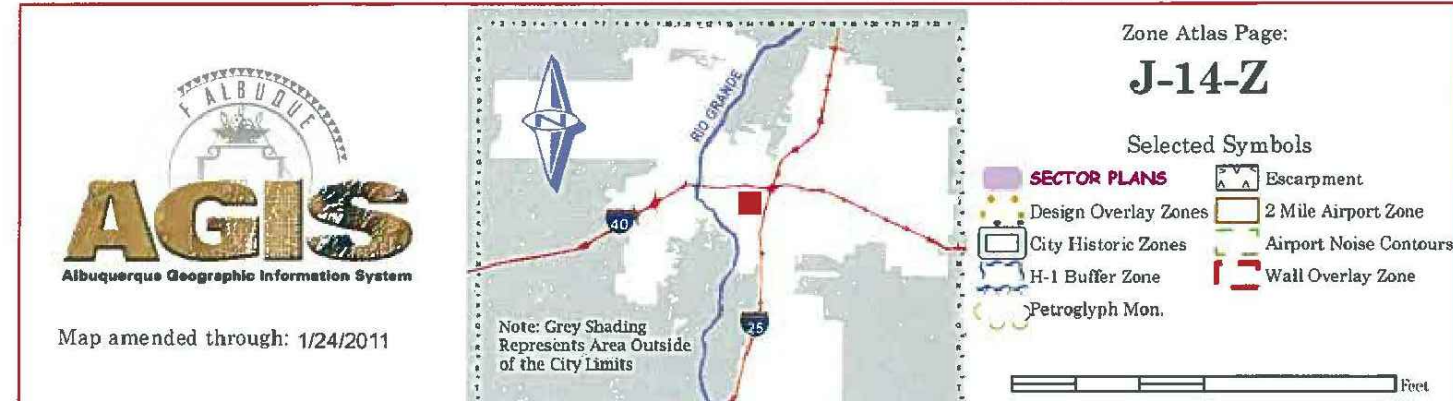 F ALBUQUE
AGIS
Albuquerque Geographic Information System
Map amended through: 1/24/2011
RIO GRANDE
N
40
25
Note: Grey Shading
Represents Area Outside
of the City Limits
Zone Atlas Page:
J-14-Z
Selected Symbols
SECTOR PLANS
Design Overlay Zones
City Historic Zones
H-1 Buffer Zone
Petroglyph Mon.
Escarpment
2 Mile Airport Zone
Airport Noise Contours
Wall Overlay Zone
Feet